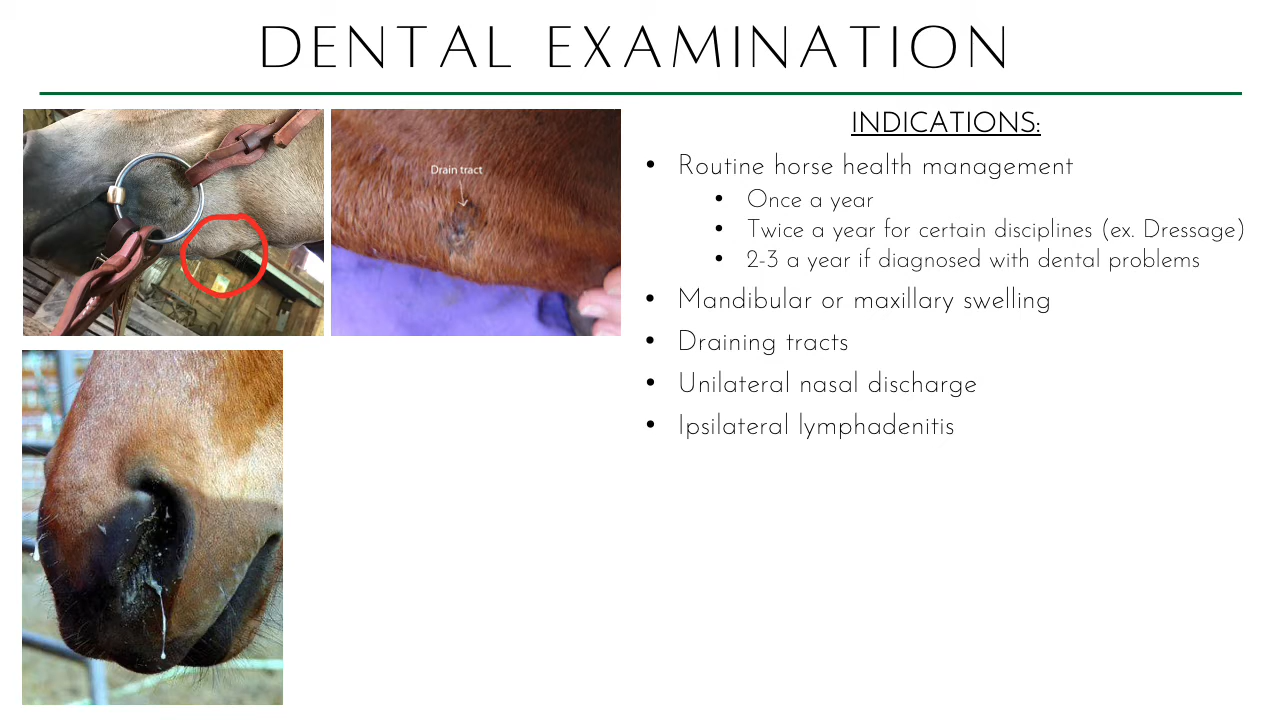 DENTAL EXAMINATION
Drain tract
INDICATIONS:
• Routine horse health management
• Once a year
• Twice a year for certain disciplines (ex. Dressage)
• 2-3 a year if diagnosed with dental problems
• Mandibular or maxillary swelling
• Draining tracts
• Unilateral nasal discharge
• Ipsilateral lymphadenitis